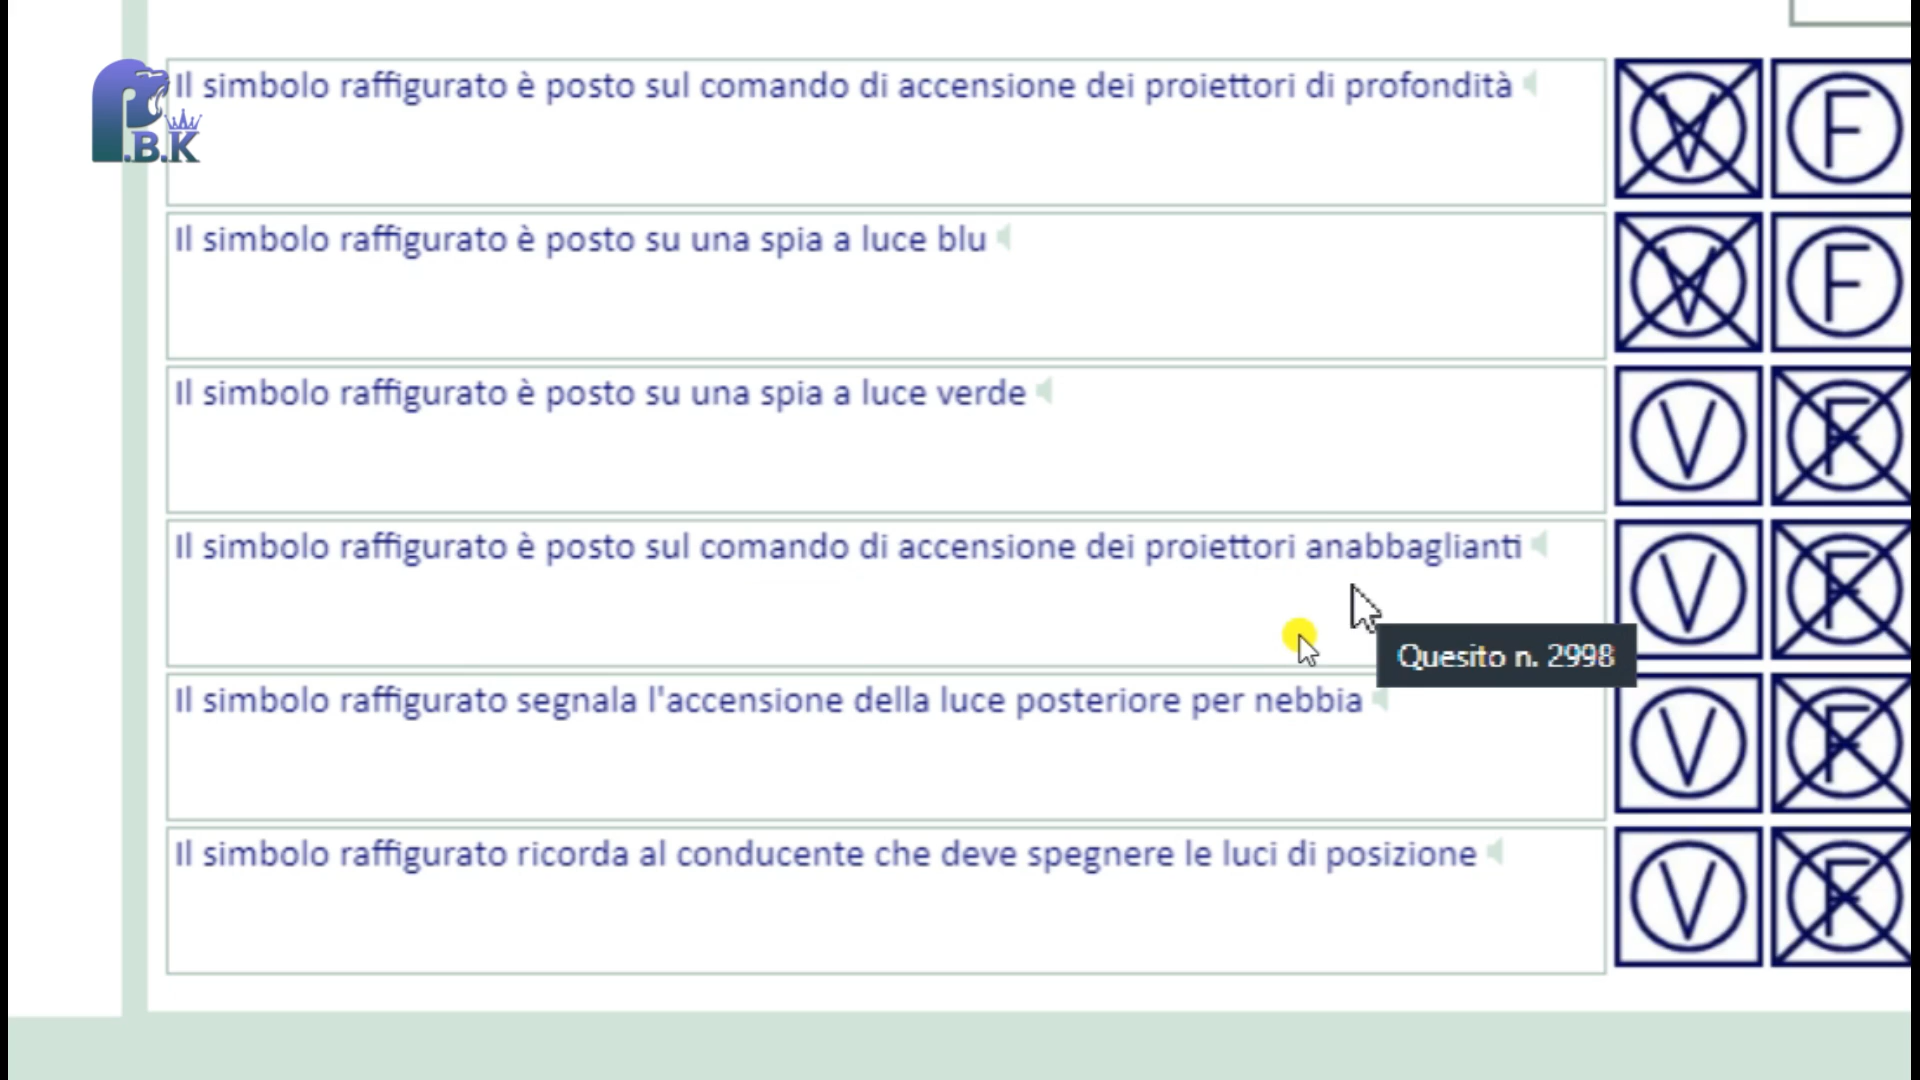 Il simbolo raffigurato è posto sul comando di accensione dei proiettori di profondità
V F
P.B.K
Il simbolo raffigurato è posto su una spia a luce blu
V F
Il simbolo raffigurato è posto su una spia a luce verde
V F
Il simbolo raffigurato è posto sul comando di accensione dei proiettori anabbaglianti
V F
Quesito n. 2998
Il simbolo raffigurato segnala l'accensione della luce posteriore per nebbia
V F
Il simbolo raffigurato ricorda al conducente che deve spegnere le luci di posizione
V F